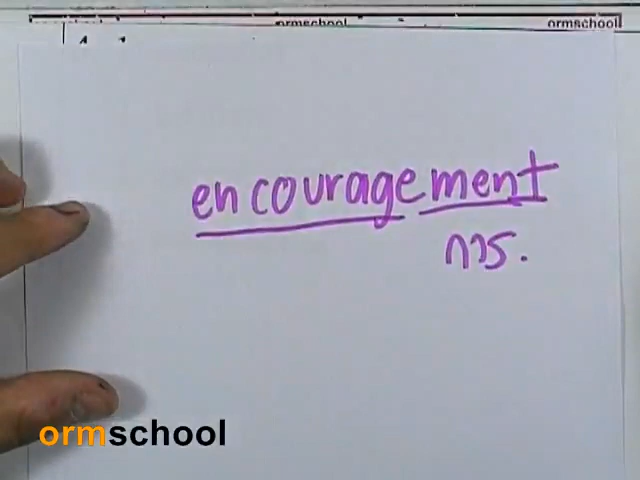 ormschool ormschool
encouragement
การ.
ormschool